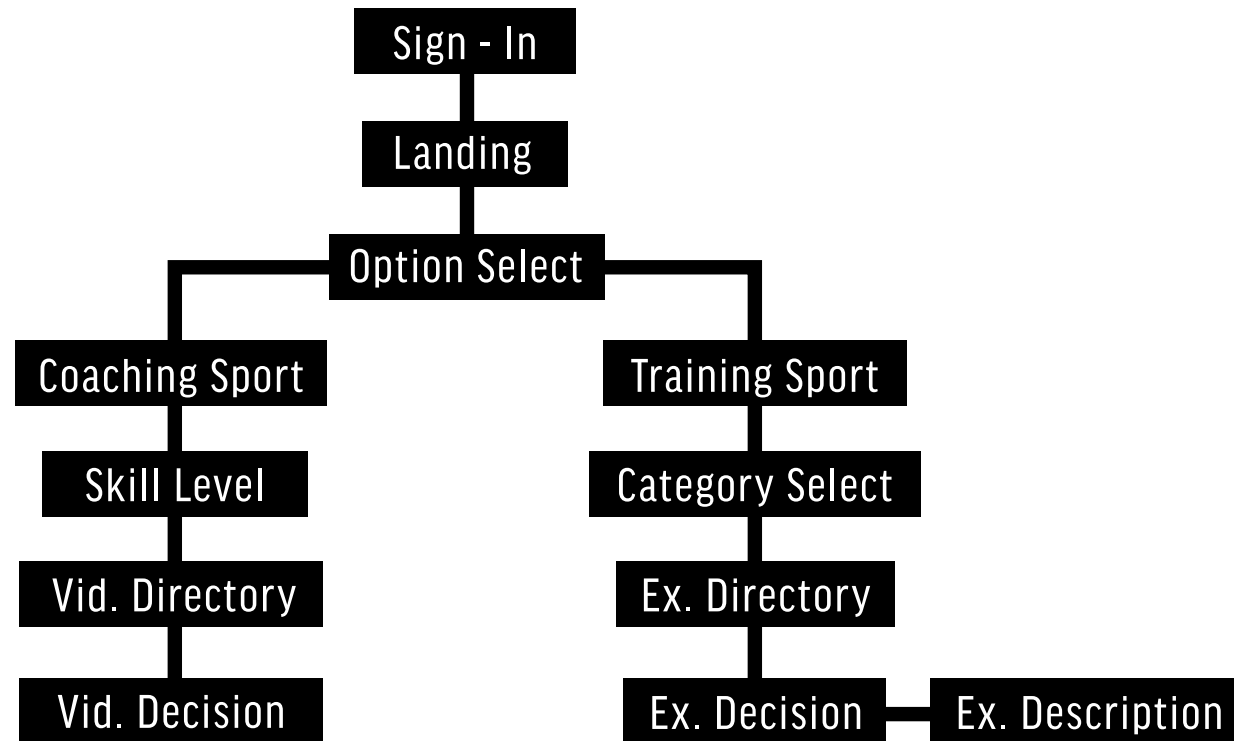 Sign - In
Landing
Option Select
Coaching Sport
Training Sport
Skill Level
Category Select
Vid. Directory
Ex. Directory
Vid. Decision
Ex. Decision
Ex. Description